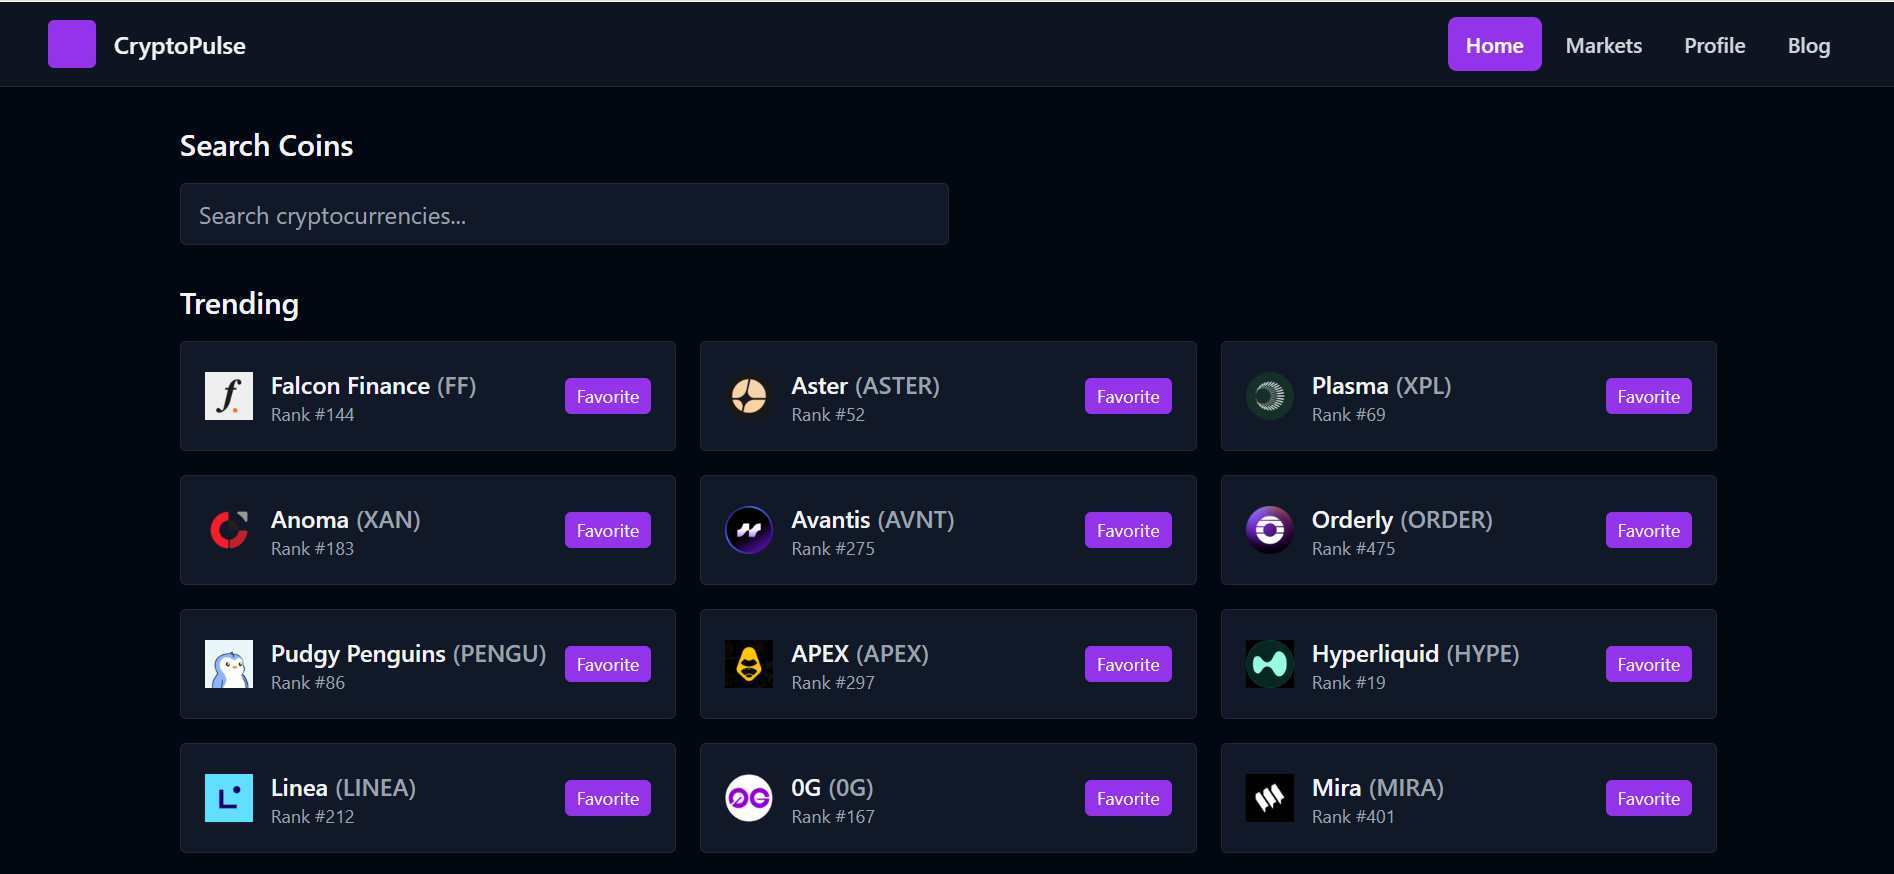 CryptoPulse
Home Markets Profile Blog
Search Coins
Search cryptocurrencies...
Trending
Falcon Finance (FF)
Rank #144
Favorite
Aster (ASTER)
Rank #52
Favorite
Plasma (XPL)
Rank #69
Favorite
Anoma (XAN)
Rank #183
Favorite
Avantis (AVNT)
Rank #275
Favorite
Orderly (ORDER)
Rank #475
Favorite
Pudgy Penguins (PENGU)
Rank #86
Favorite
APEX (APEX)
Rank #297
Favorite
Hyperliquid (HYPE)
Rank #19
Favorite
Linea (LINEA)
Rank #212
Favorite
0G
0G (0G)
Rank #167
Favorite
Mira (MIRA)
Rank #401
Favorite